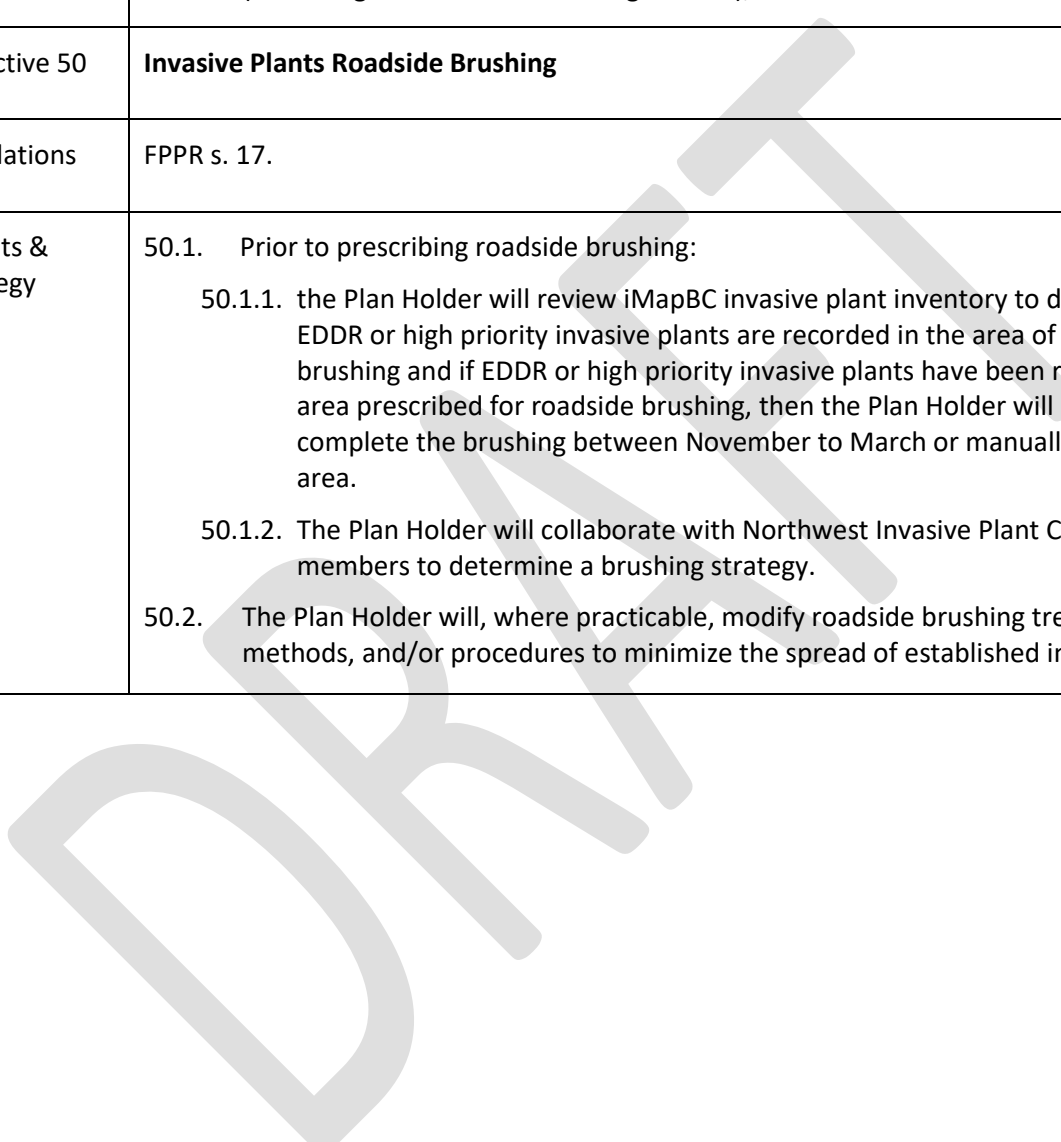 ctive 50
Invasive Plants Roadside Brushing
lations
FPPR s. 17.
ts &
egy
50.1. Prior to prescribing roadside brushing:
50.1.1. the Plan Holder will review iMapBC invasive plant inventory to d
EDDR or high priority invasive plants are recorded in the area of
brushing and if EDDR or high priority invasive plants have been r
area prescribed for roadside brushing, then the Plan Holder will
complete the brushing between November to March or manuall
area.
50.1.2. The Plan Holder will collaborate with Northwest Invasive Plant C
members to determine a brushing strategy.
50.2. The Plan Holder will, where practicable, modify roadside brushing tre
methods, and/or procedures to minimize the spread of established in
DRAFT